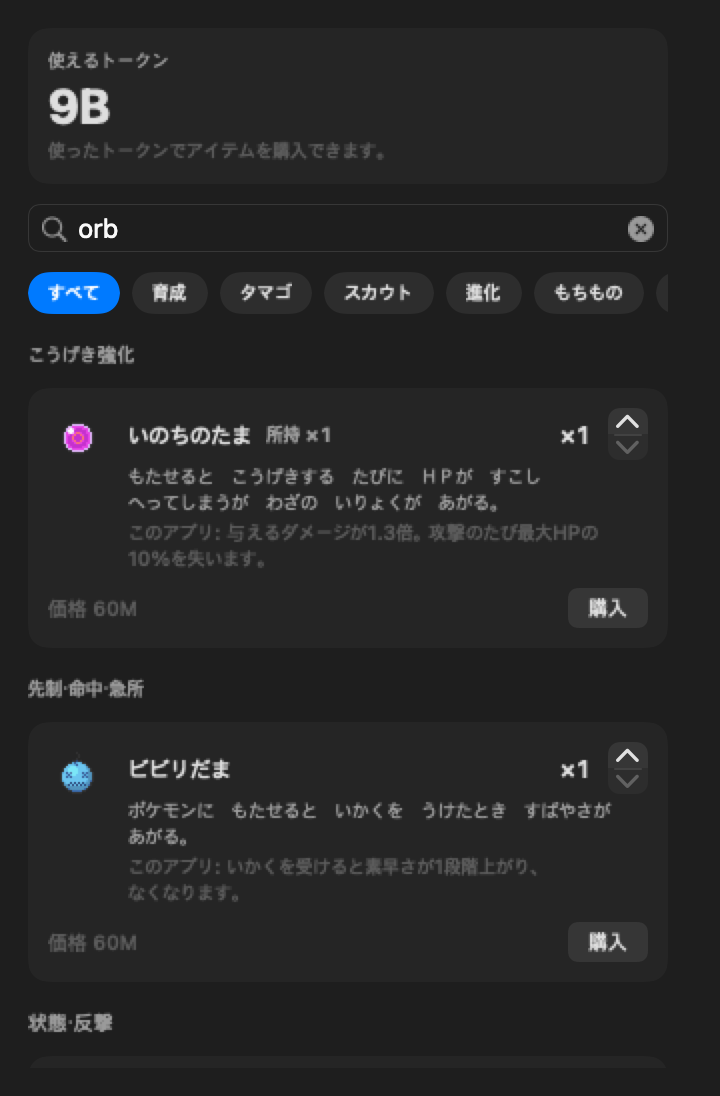 使えるトークン
9B
使ったトークンでアイテムを購入できます。
orb
すべて 育成 タマゴ スカウト 進化 もちもの
こうげき強化
いのちのたま 所持 ×1 ×1
もたせると　こうげきする　たびに　ＨＰが　すこし
へってしまうが　わざの　いりょくが　あがる。
このアプリ: 与えるダメージが1.3倍。攻撃のたび最大HPの
10%を失います。
価格 60M 購入
先制·命中·急所
ビビリだま ×1
ポケモンに　もたせると　いかくを　うけたとき　すばやさが
あがる。
このアプリ: いかくを受けると素早さが1段階上がり、
なくなります。
価格 60M 購入
状態·反撃